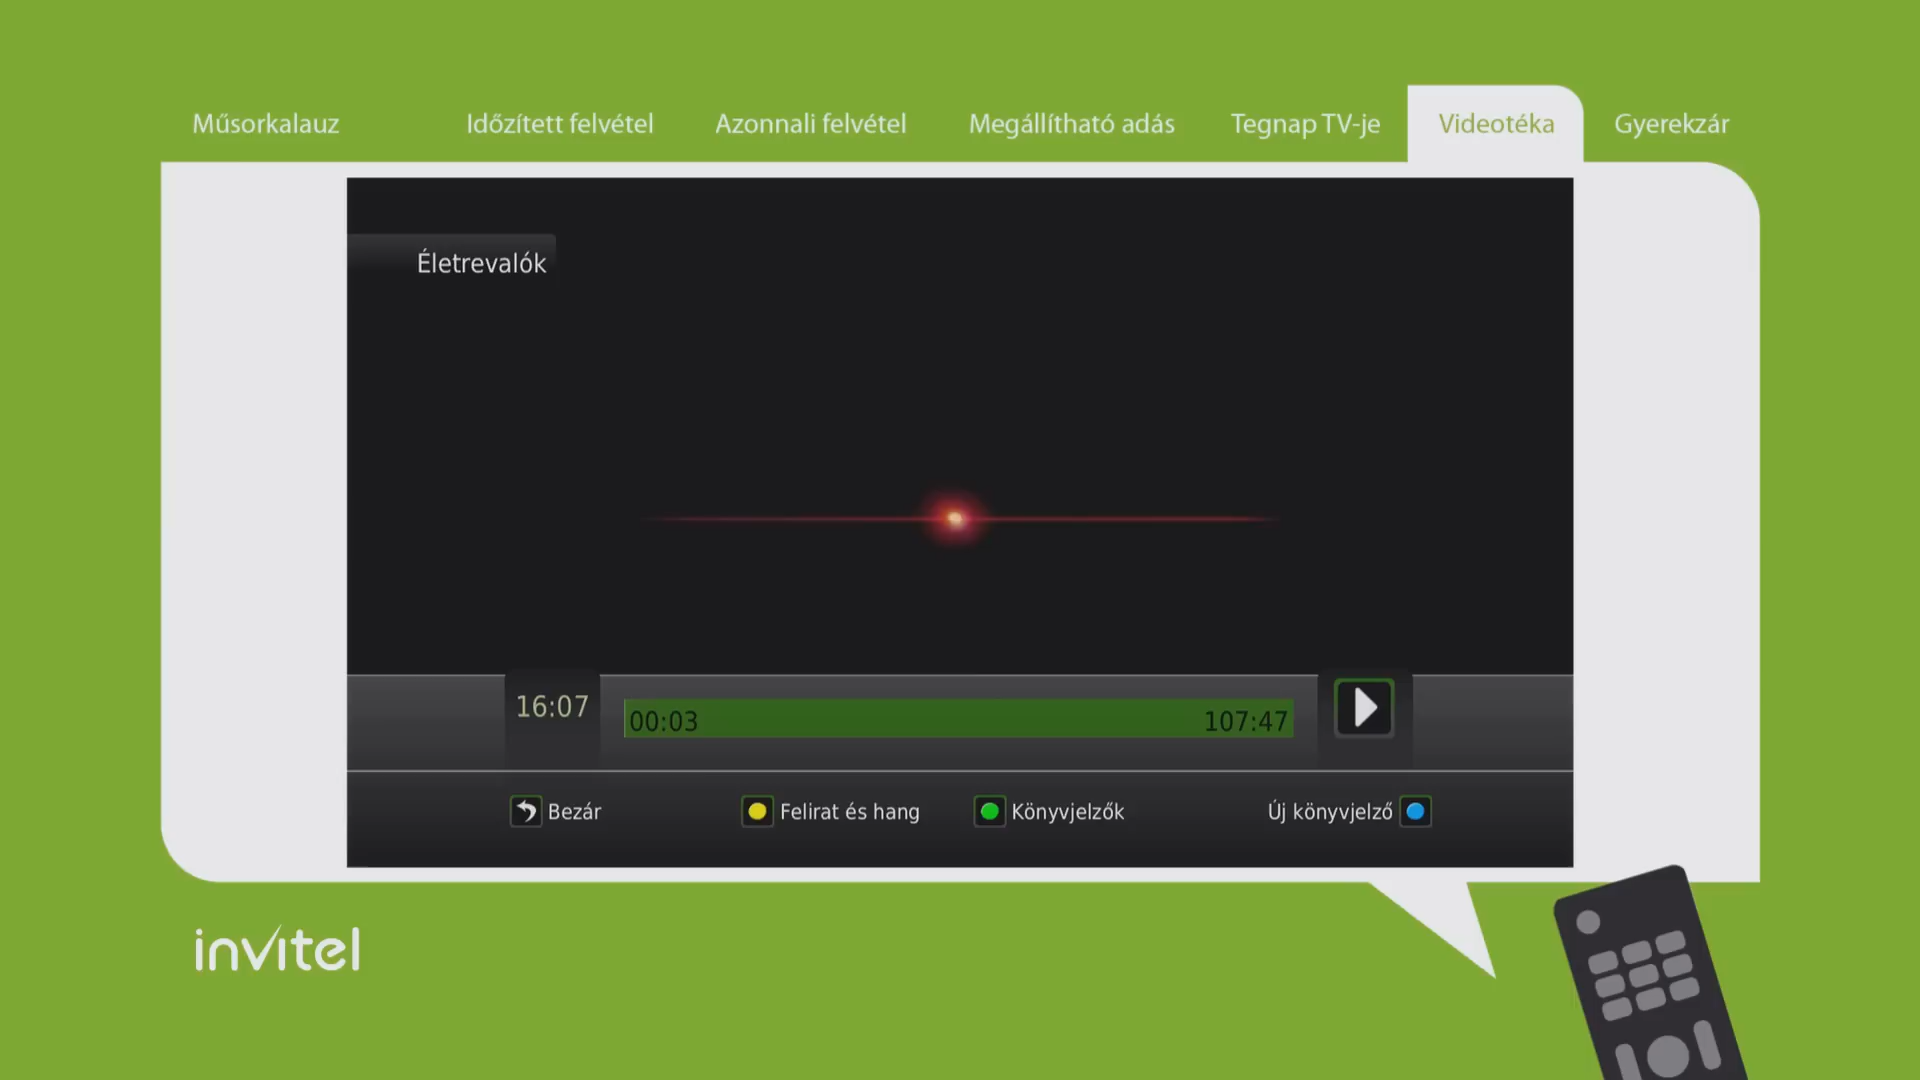 Műsorkalauz Időzített felvétel Azonnali felvétel Megállítható adás Tegnap TV-je Videotéka Gyerekzár
Életrevalók
16:07 00:03 107:47
Bezár Felirat és hang Könyvjelzők Új könyvjelző
invitel